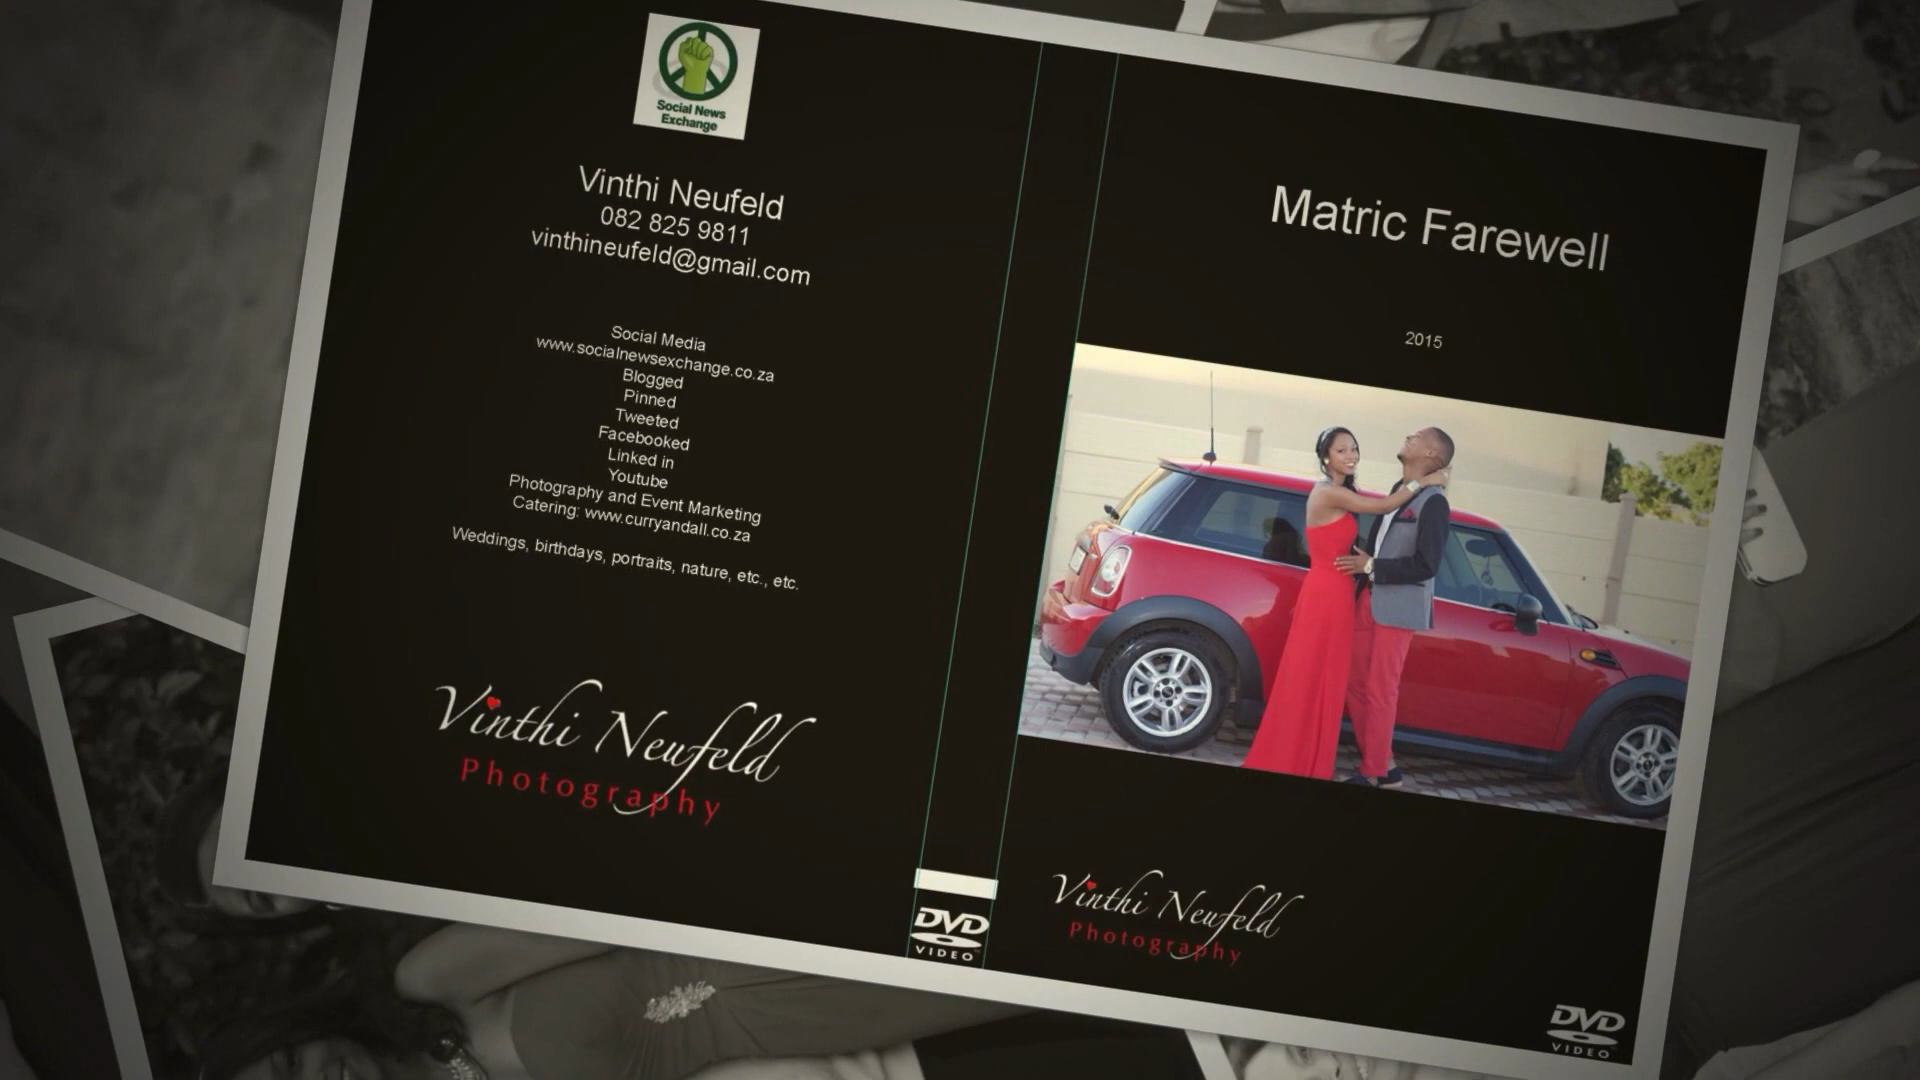 Social News
Exchange
Vinthi Neufeld
082 825 9811
vinthineufeld@gmail.com
Social Media
www.socialnewsexchange.co.za
Blogged
Pinned
Tweeted
Facebooked
Linked in
Youtube
Photography and Event Marketing
Catering: www.curryandall.co.za
Weddings, birthdays, portraits, nature, etc., etc.
Vinthi Neufeld
Photography
DVD
VIDEO
Matric Farewell
2015
Vinthi Neufeld
Photography
DVD
VIDEO